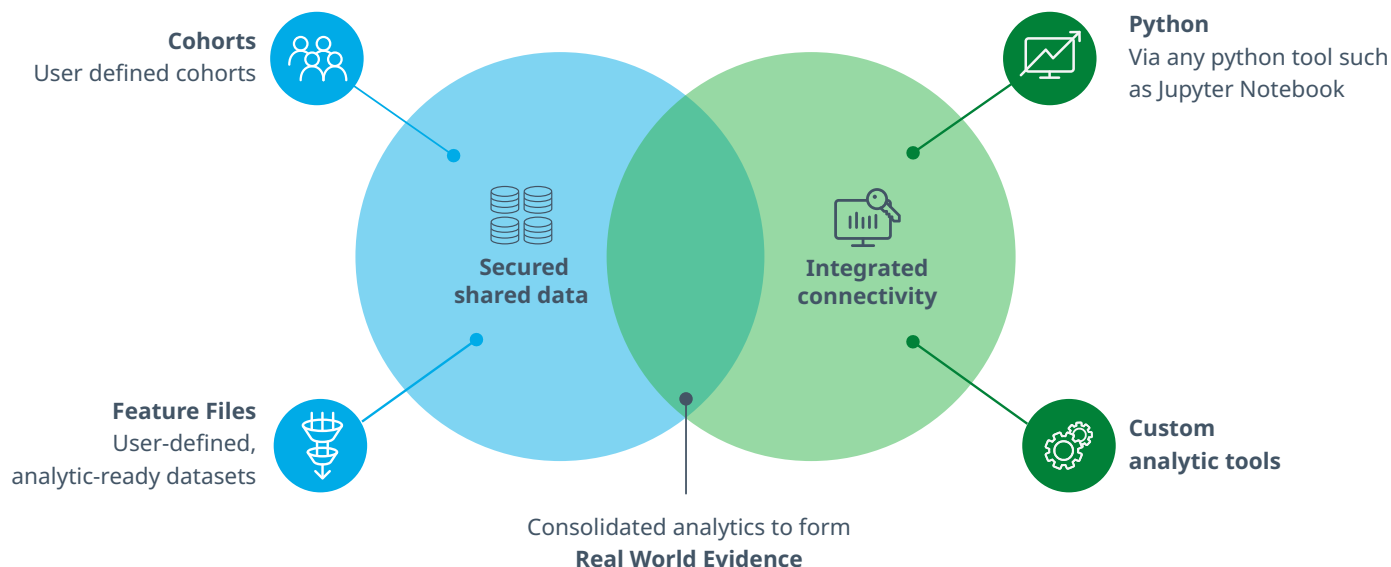 Cohorts
User defined cohorts
Python
Via any python tool such
as Jupyter Notebook
Secured
shared data
Integrated
connectivity
Feature Files
User-defined,
analytic-ready datasets
Custom
analytic tools
Consolidated analytics to form
Real World Evidence